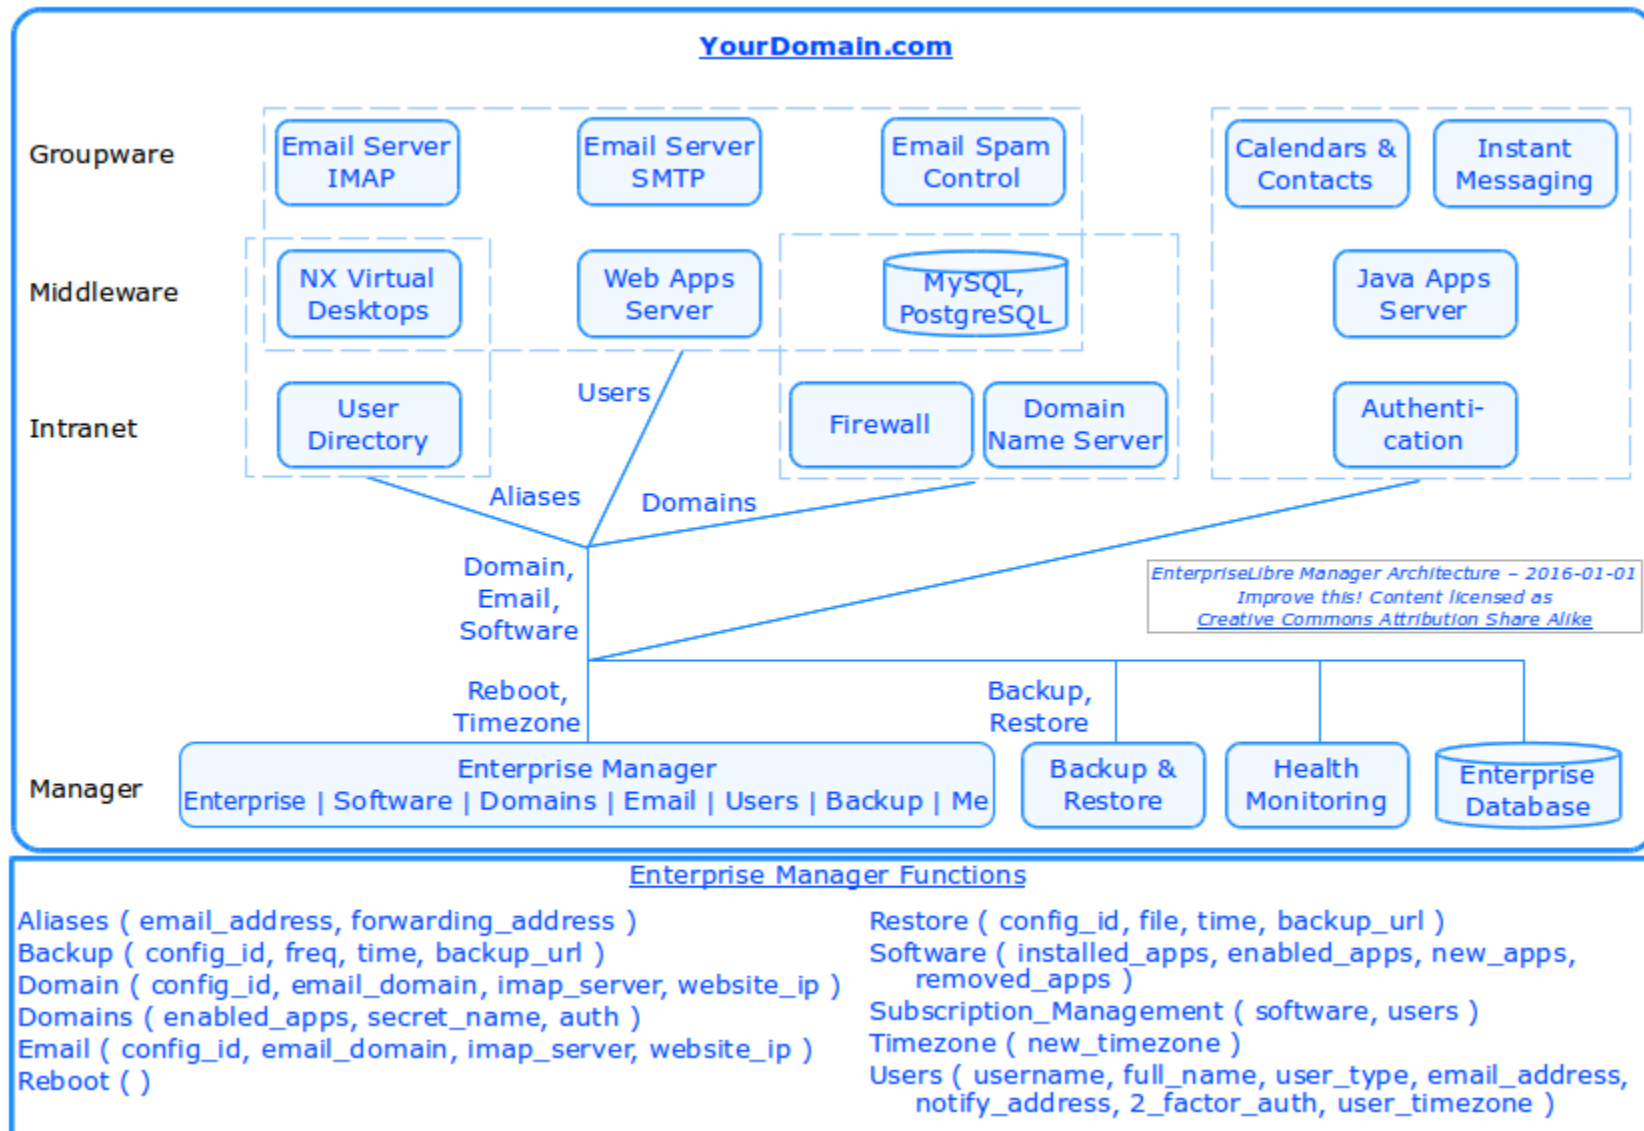 YourDomain.com
Groupware
Email Server
IMAP
Email Server
SMTP
Email Spam
Control
Calendars &
Contacts
Instant
Messaging
Middleware
NX Virtual
Desktops
Web Apps
Server
MySQL,
PostgreSQL
Java Apps
Server
Intranet
User
Directory
Users
Firewall
Domain
Name Server
Authenti-
cation
Aliases
Domains
Domain,
Email,
Software
EnterpriseLibre Manager Architecture – 2016-01-01
Improve this! Content licensed as
Creative Commons Attribution Share Alike
Reboot,
Timezone
Backup,
Restore
Manager
Enterprise Manager
Enterprise | Software | Domains | Email | Users | Backup | Me
Backup &
Restore
Health
Monitoring
Enterprise
Database
Enterprise Manager Functions
Aliases ( email_address, forwarding_address )
Backup ( config_id, freq, time, backup_url )
Domain ( config_id, email_domain, imap_server, website_ip )
Domains ( enabled_apps, secret_name, auth )
Email ( config_id, email_domain, imap_server, website_ip )
Reboot ( )
Restore ( config_id, file, time, backup_url )
Software ( installed_apps, enabled_apps, new_apps,
removed_apps )
Subscription_Management ( software, users )
Timezone ( new_timezone )
Users ( username, full_name, user_type, email_address,
notify_address, 2_factor_auth, user_timezone )